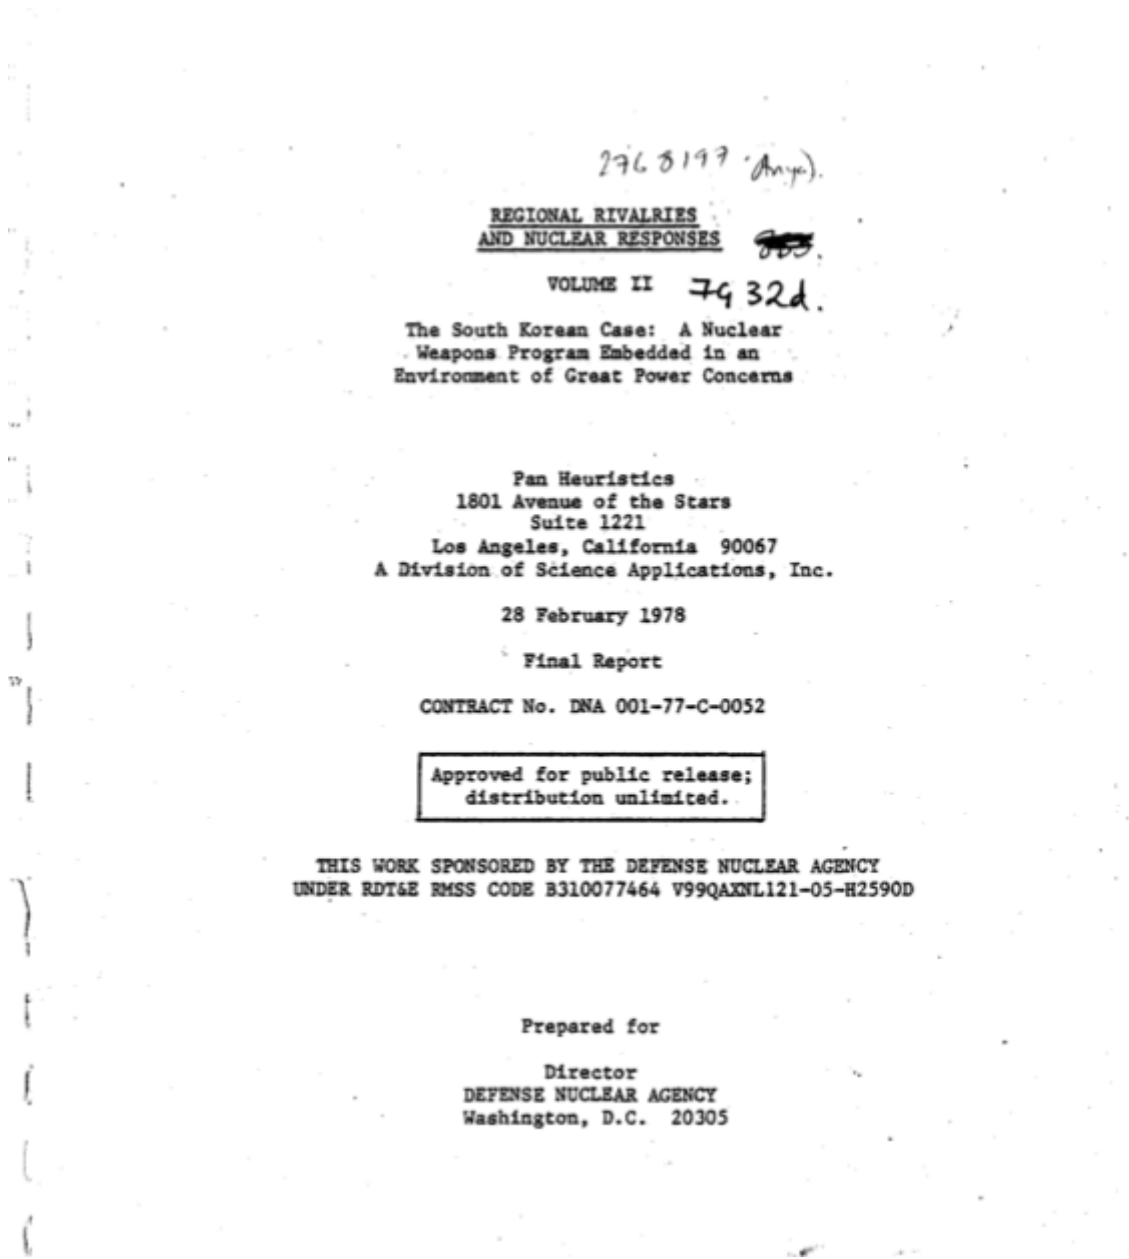 2768197
REGIONAL RIVALRIES
AND NUCLEAR RESPONSES
VOLUME II
79 32d.
The South Korean Case: A Nuclear
Weapons Program Embedded in an
Environment of Great Power Concerns
Pan Heuristics
1801 Avenue of the Stars
Suite 1221
Los Angeles, California 90067
A Division of Science Applications, Inc.
28 February 1978
Final Report
CONTRACT No. DNA 001-77-C-0052
Approved for public release;
distribution unlimited.
THIS WORK SPONSORED BY THE DEFENSE NUCLEAR AGENCY
UNDER RDT&E RMSS CODE B310077464 V99QAXNL121-05-H2590D
Prepared for
Director
DEFENSE NUCLEAR AGENCY
Washington, D.C. 20305